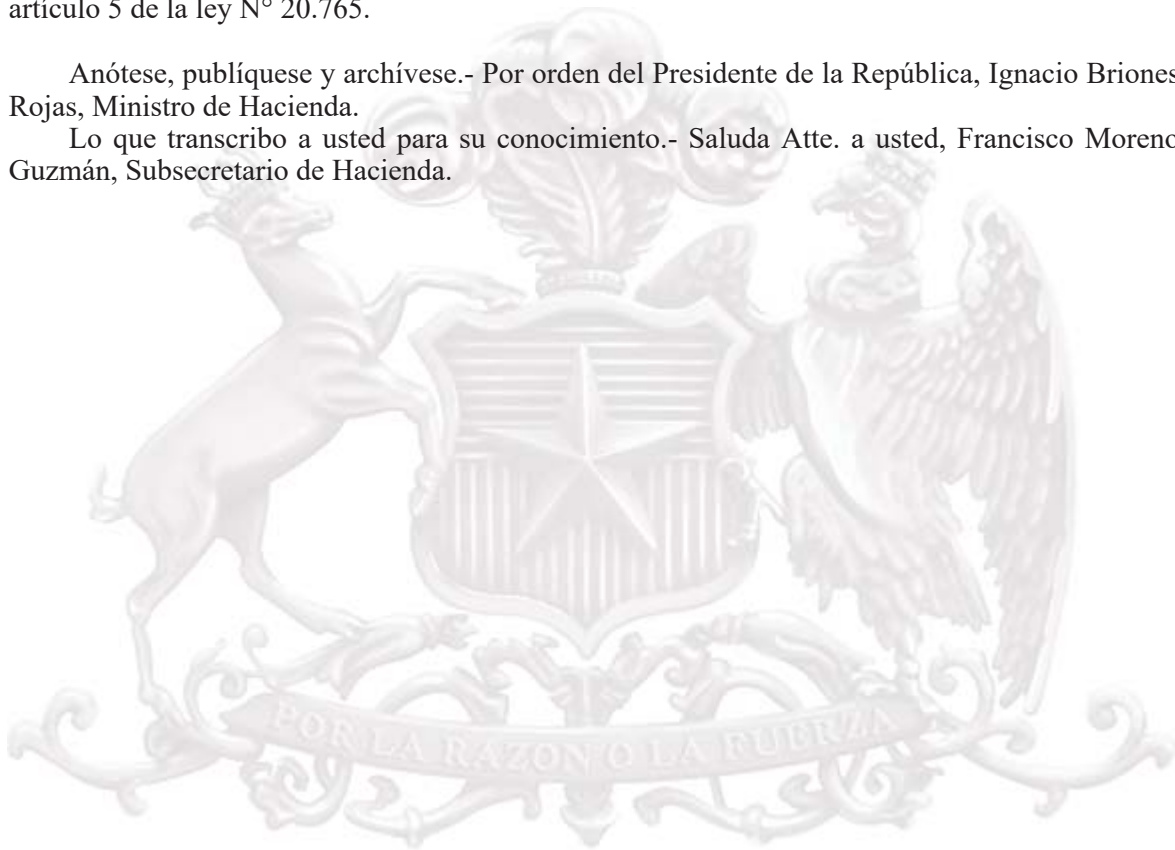 artículo 5 de la ley N° 20.765.
Anótese, publíquese y archívese.- Por orden del Presidente de la República, Ignacio Briones
Rojas, Ministro de Hacienda.
Lo que transcribo a usted para su conocimiento.- Saluda Atte. a usted, Francisco Moreno
Guzmán, Subsecretario de Hacienda.
POR LA RAZON O LA FUERZA